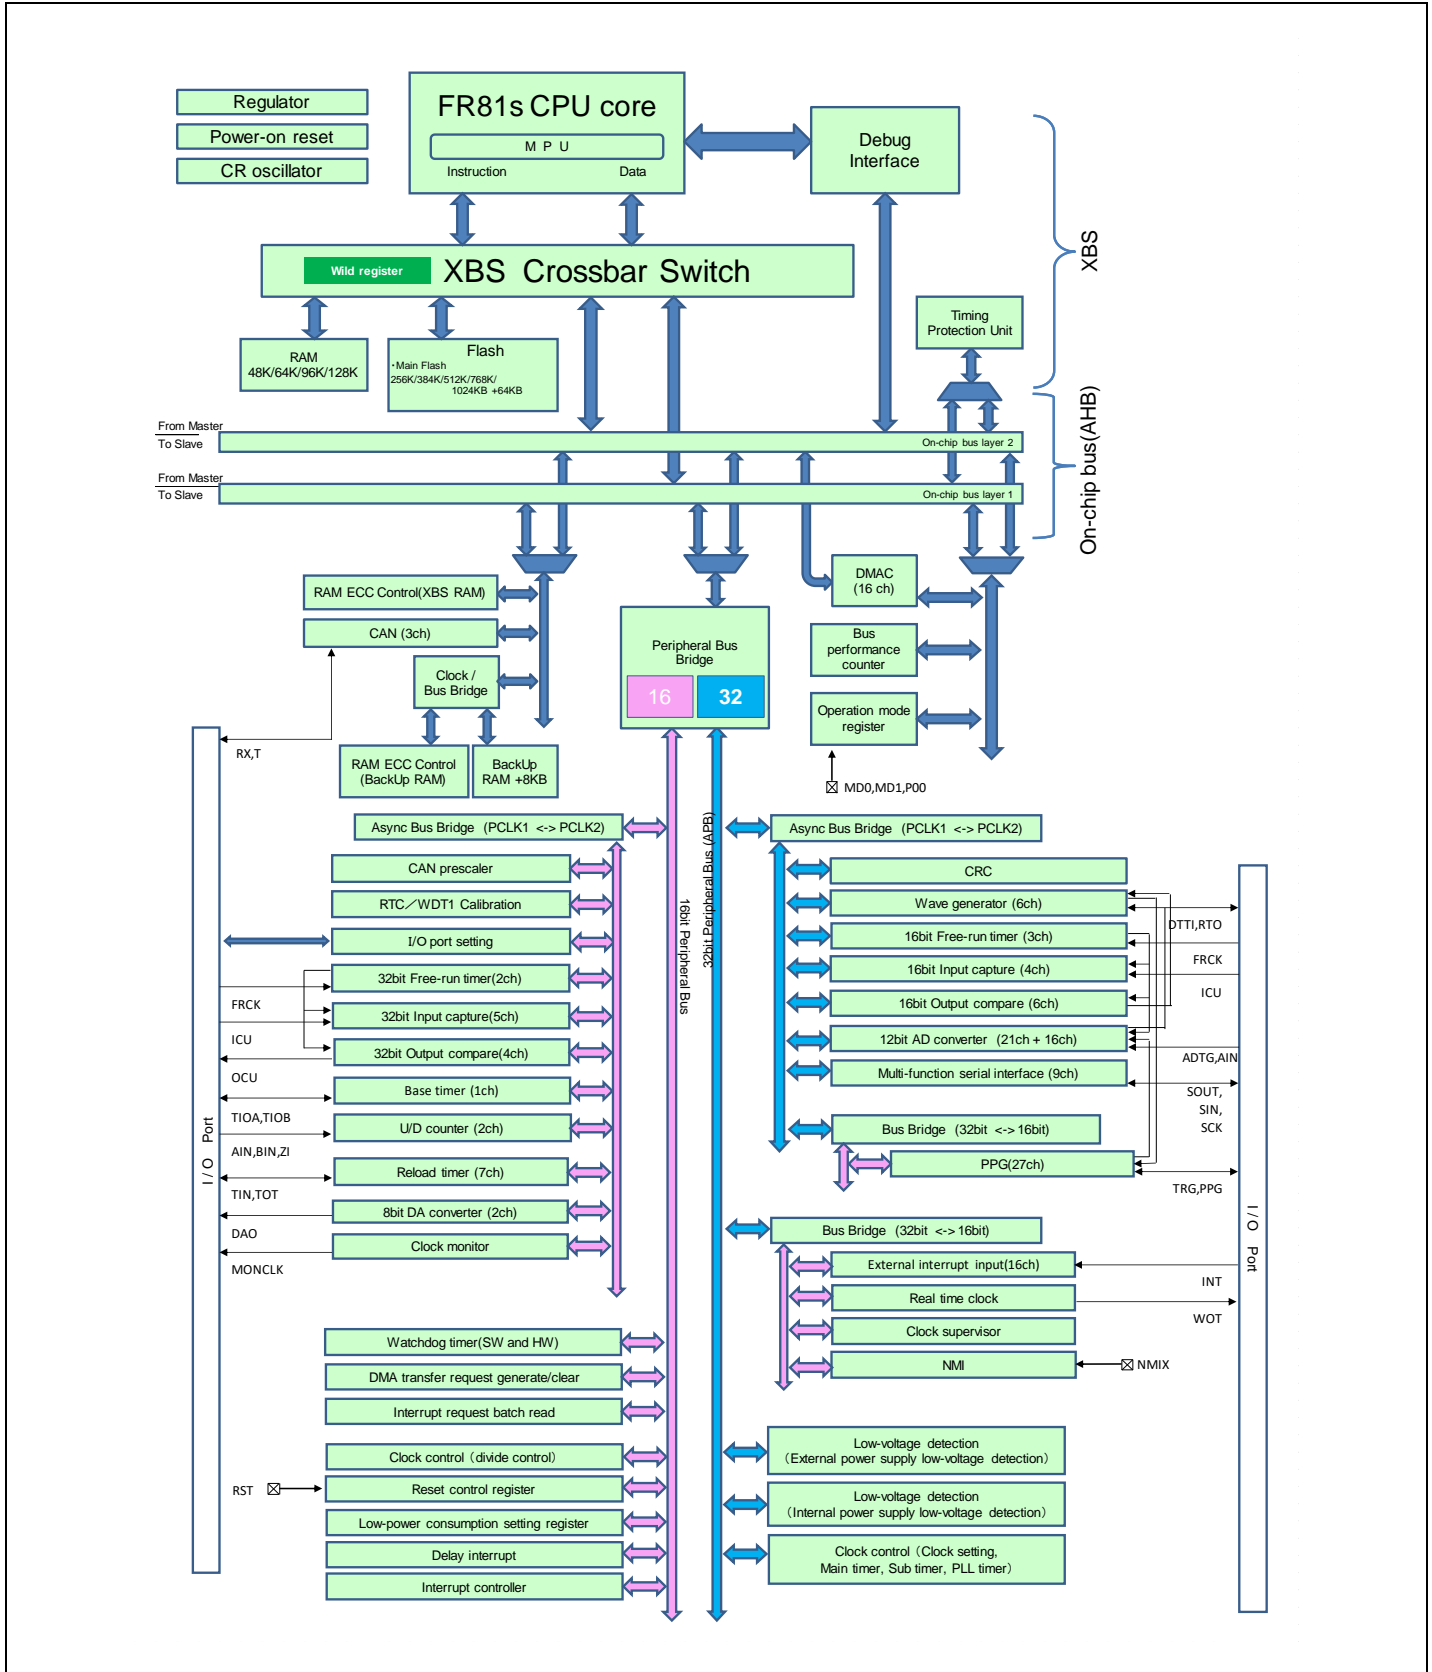 Regulator
Power-on reset
CR oscillator
FR81s CPU core
M P U
Instruction
Data
Debug
Interface
XBS
Wild register
XBS Crossbar Switch
RAM
48K/64K/96K/128K
Flash
・Main Flash
256K/384K/512K/768K/
1024KB +64KB
Timing
Protection Unit
On-chip bus(AHB)
From Master
To Slave
On-chip bus layer 2
From Master
To Slave
On-chip bus layer 1
RAM ECC Control(XBS RAM)
CAN (3ch)
Clock /
Bus Bridge
RAM ECC Control
(BackUp RAM)
BackUp
RAM +8KB
Peripheral Bus
Bridge
16
32
DMAC
(16 ch)
Bus
performance
counter
Operation mode
register
MD0,MD1,P00
RX,T
I / O Port
16bit Peripheral Bus
32bit Peripheral Bus (APB)
Async Bus Bridge (PCLK1 <-> PCLK2)
CAN prescaler
RTC／WDT1 Calibration
I/O port setting
32bit Free-run timer(2ch)
FRCK
32bit Input capture(5ch)
ICU
32bit Output compare(4ch)
OCU
Base timer (1ch)
TIOA,TIOB
U/D counter (2ch)
AIN,BIN,ZI
Reload timer (7ch)
TIN,TOT
8bit DA converter (2ch)
DAO
Clock monitor
MONCLK
Watchdog timer(SW and HW)
DMA transfer request generate/clear
Interrupt request batch read
Clock control（divide control）
RST
Reset control register
Low-power consumption setting register
Delay interrupt
Interrupt controller
Async Bus Bridge (PCLK1 <-> PCLK2)
CRC
Wave generator (6ch)
DTTI,RTO
16bit Free-run timer (3ch)
FRCK
16bit Input capture (4ch)
ICU
16bit Output compare (6ch)
12bit AD converter (21ch + 16ch)
ADTG,AIN
Multi-function serial interface (9ch)
SOUT,
SIN,
SCK
Bus Bridge (32bit <-> 16bit)
PPG(27ch)
TRG,PPG
I / O Port
Bus Bridge (32bit <-> 16bit)
External interrupt input(16ch)
INT
Real time clock
WOT
Clock supervisor
NMI
NMIX
Low-voltage detection
（External power supply low-voltage detection）
Low-voltage detection
（Internal power supply low-voltage detection）
Clock control（Clock setting,
Main timer, Sub timer, PLL timer）